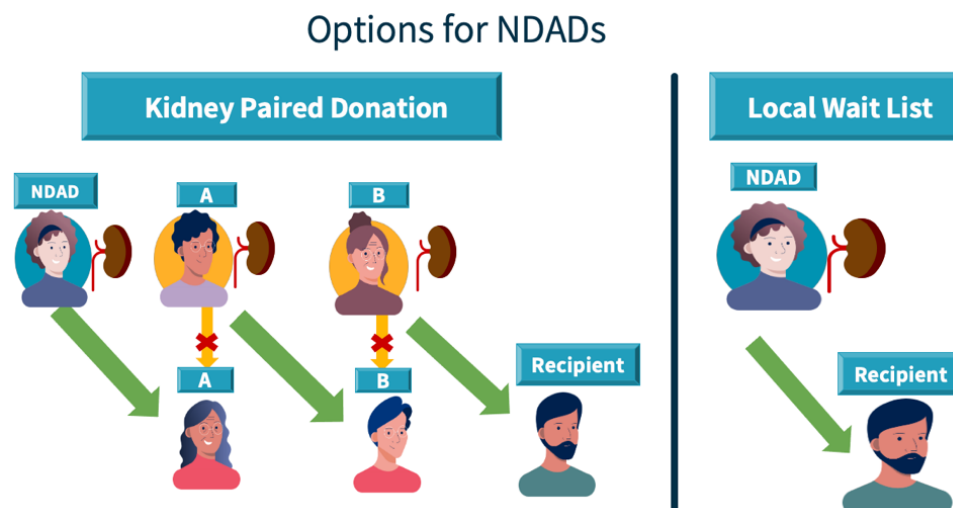 Options for NDADs
Kidney Paired Donation
NDAD
A
B
A
B
Recipient
Local Wait List
NDAD
Recipient